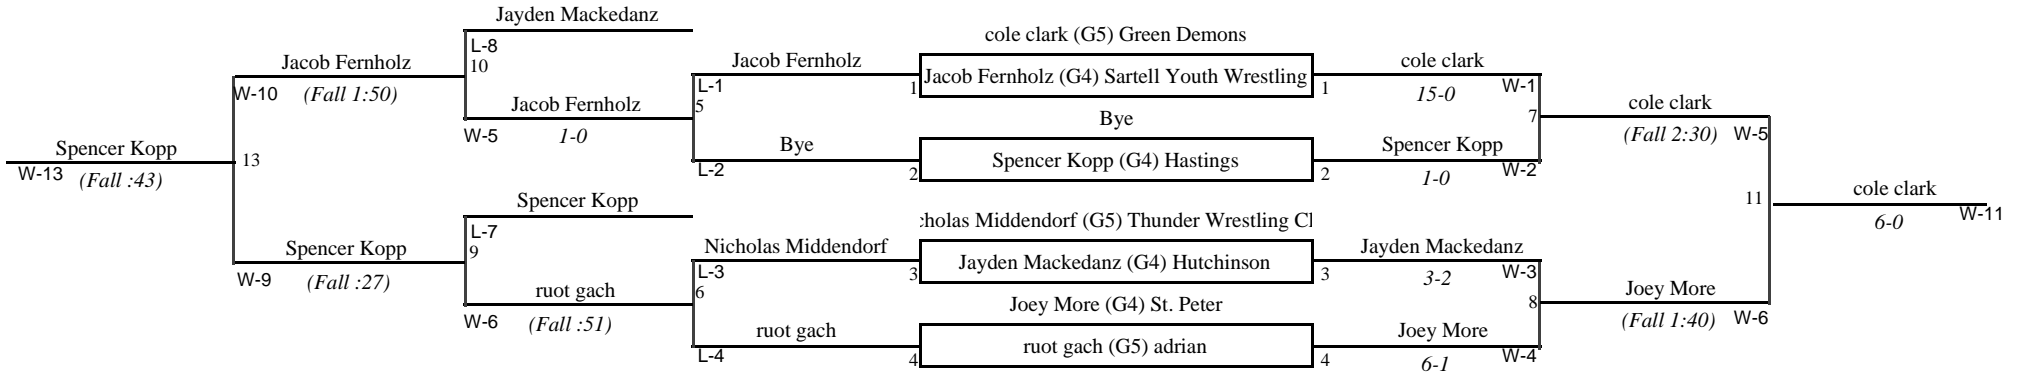 Jayden Mackedanz
L-8
10
Jacob Fernholz
W-10 (Fall 1:50)
Jacob Fernholz
W-5 1-0
Spencer Kopp
W-13 (Fall :43)
13
Spencer Kopp
L-7
9
Spencer Kopp
W-9 (Fall :27)
ruot gach
W-6 (Fall :51)
Jacob Fernholz
L-1
5
1
Bye
L-2
2
Nicholas Middendorf
L-3
6
3
ruot gach
L-4
4
cole clark (G5) Green Demons
Jacob Fernholz (G4) Sartell Youth Wrestling
Bye
Spencer Kopp (G4) Hastings
cholas Middendorf (G5) Thunder Wrestling Cl
Jayden Mackedanz (G4) Hutchinson
Joey More (G4) St. Peter
ruot gach (G5) adrian
cole clark
1 15-0 W-1
7
Spencer Kopp
2 1-0 W-2
Jayden Mackedanz
3 3-2 W-3
8
Joey More
4 6-1 W-4
cole clark
(Fall 2:30) W-5
11
Joey More
(Fall 1:40) W-6
cole clark
6-0 W-11